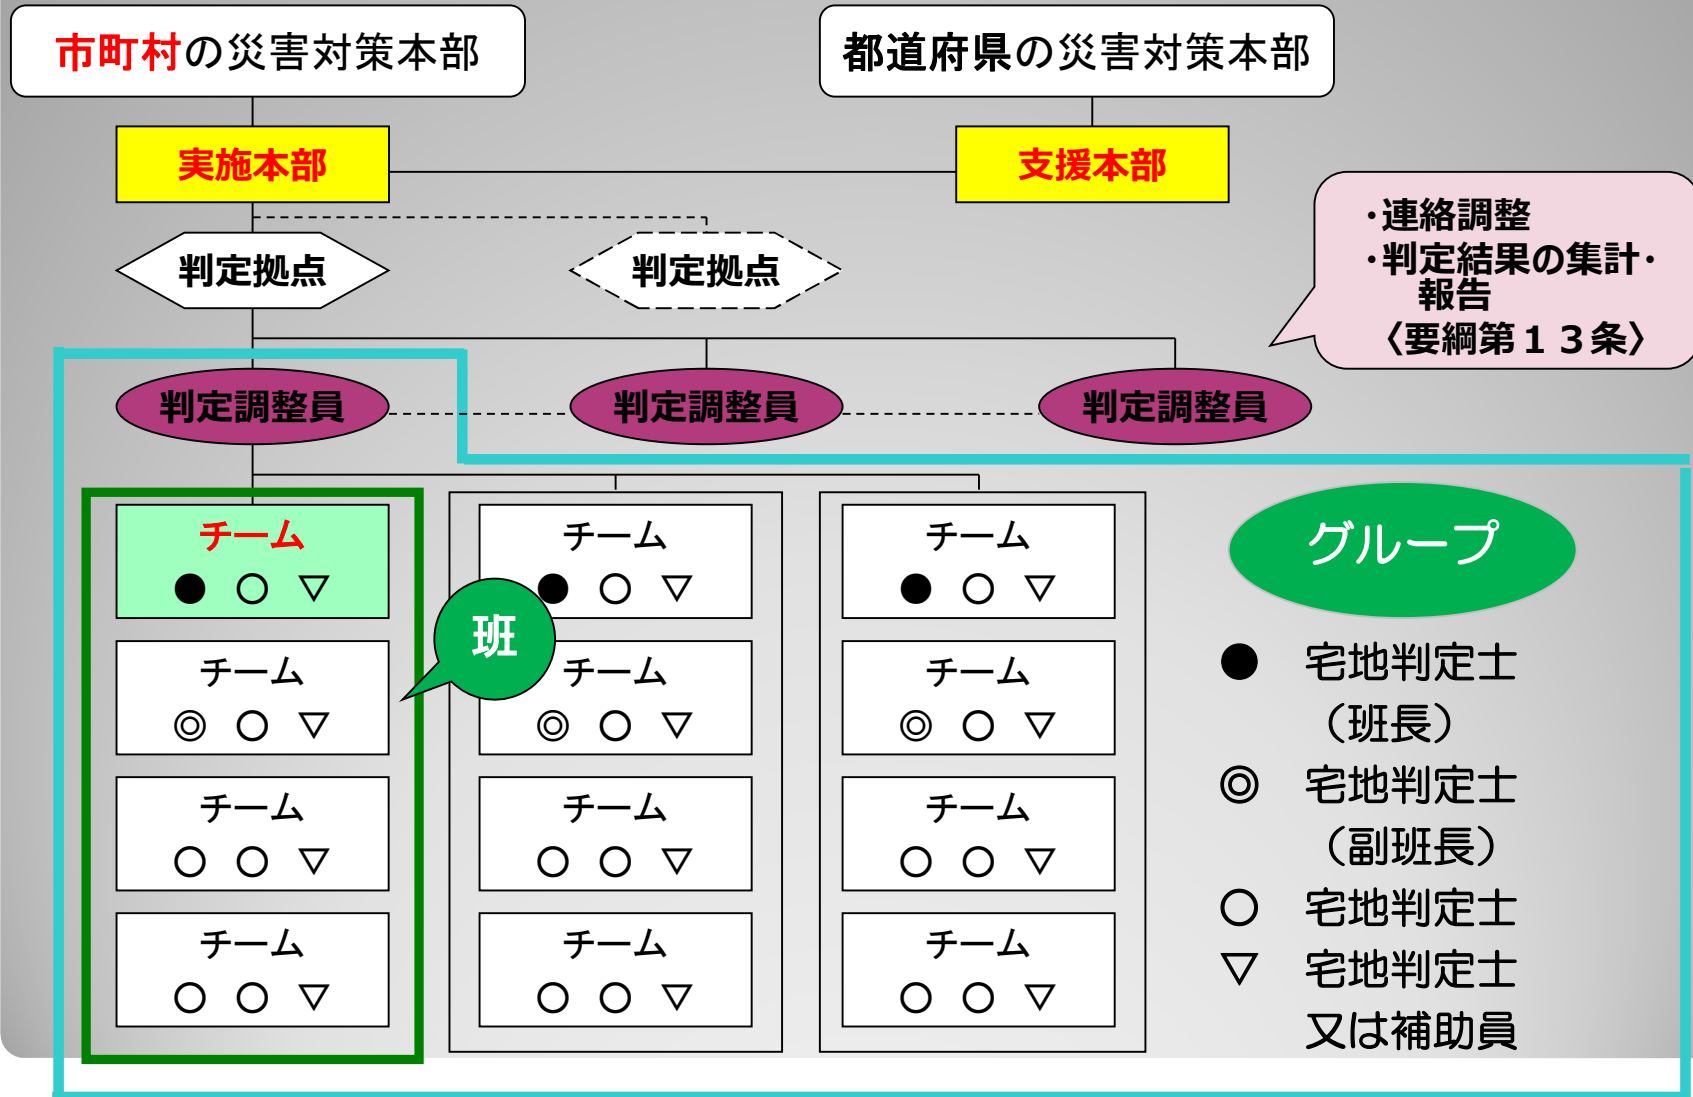 市町村の災害対策本部
都道府県の災害対策本部
実施本部
支援本部
・連絡調整
・判定結果の集計・
報告
〈要綱第１３条〉
判定拠点
判定拠点
判定調整員
判定調整員
判定調整員
チーム
● ○ ▽
チーム
◎ ○ ▽
チーム
○ ○ ▽
チーム
○ ○ ▽
班
チーム
● ○ ▽
チーム
◎ ○ ▽
チーム
○ ○ ▽
チーム
○ ○ ▽
チーム
● ○ ▽
チーム
◎ ○ ▽
チーム
○ ○ ▽
チーム
○ ○ ▽
グループ
● 宅地判定士
（班長）
◎ 宅地判定士
（副班長）
○ 宅地判定士
▽ 宅地判定士
又は補助員